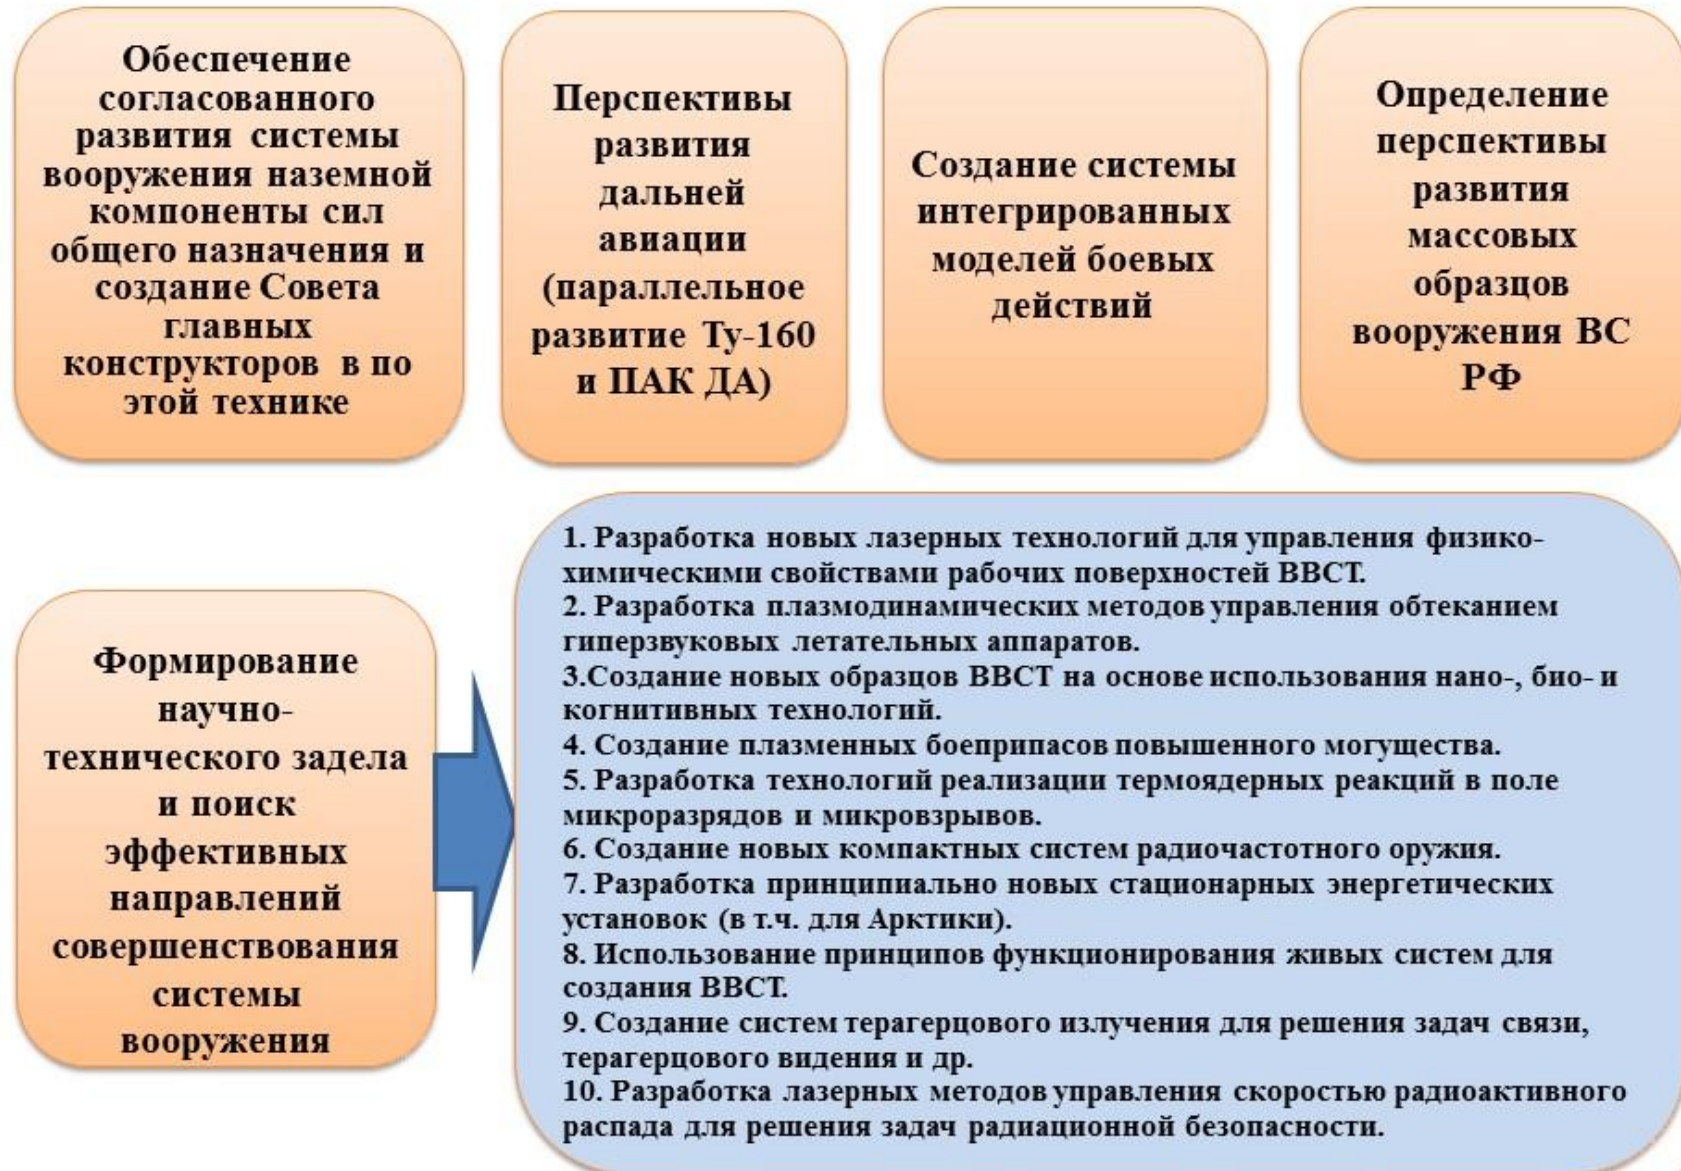 Обеспечение
согласованного
развития системы
вооружения наземной
компоненты сил
общего назначения и
создание Совета
главных
конструкторов в по
этой технике
Перспективы
развития
дальней
авиации
(параллельное
развитие Ту-160
и ПАК ДА)
Создание системы
интегрированных
моделей боевых
действий
Определение
перспективы
развития
массовых
образцов
вооружения ВС
РФ
Формирование
научно-
технического задела
и поиск
эффективных
направлений
совершенствования
системы
вооружения
1. Разработка новых лазерных технологий для управления физико-
химическими свойствами рабочих поверхностей ВВСТ.
2. Разработка плазмодинамических методов управления обтеканием
гиперзвуковых летательных аппаратов.
3.Создание новых образцов ВВСТ на основе использования нано-, био- и
когнитивных технологий.
4. Создание плазменных боеприпасов повышенного могущества.
5. Разработка технологий реализации термоядерных реакций в поле
микроразрядов и микровзрывов.
6. Создание новых компактных систем радиочастотного оружия.
7. Разработка принципиально новых стационарных энергетических
установок (в т.ч. для Арктики).
8. Использование принципов функционирования живых систем для
создания ВВСТ.
9. Создание систем терагерцового излучения для решения задач связи,
терагерцового видения и др.
10. Разработка лазерных методов управления скоростью радиоактивного
распада для решения задач радиационной безопасности.